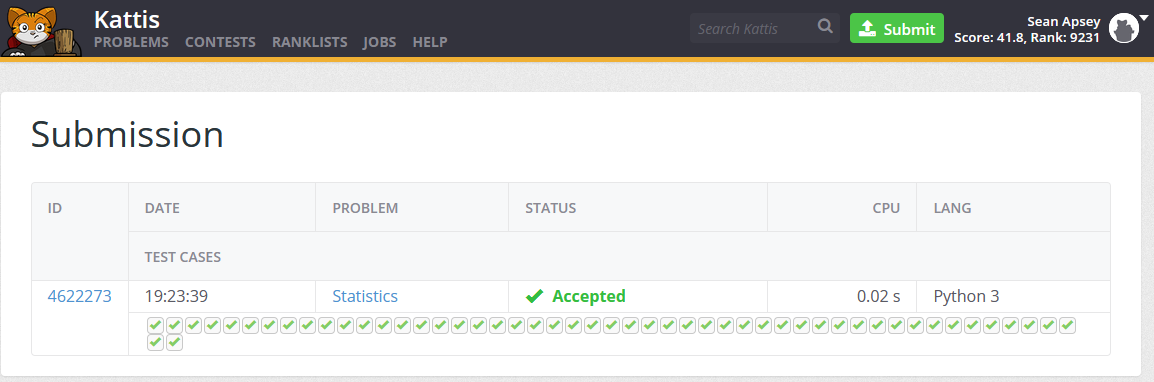 Kattis
PROBLEMS CONTESTS RANKLISTS JOBS HELP
Search Kattis
Submit
Sean Apsey
Score: 41.8, Rank: 9231
Submission
ID DATE PROBLEM STATUS CPU LANG
TEST CASES
4622273 19:23:39 Statistics Accepted 0.02 s Python 3